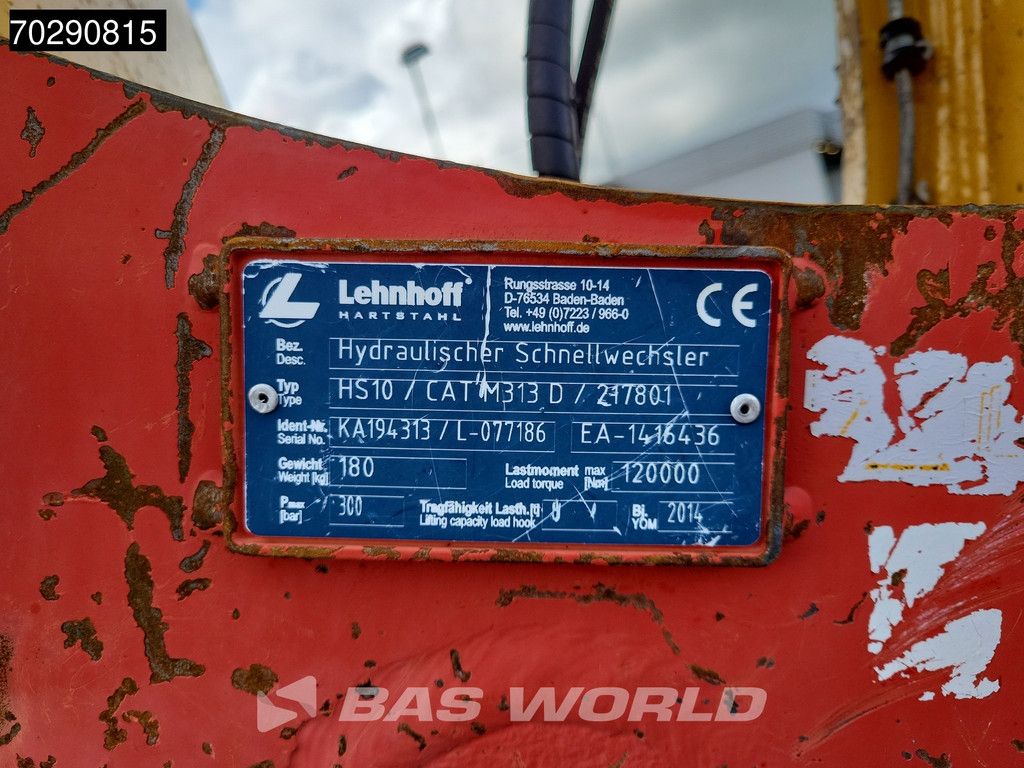 70290815
Lehnhoff®
HARTSTAHL
Rungsstrasse 10-14
D-76534 Baden-Baden
Tel. +49 (0)7223 / 966-0
www.lehnhoff.de
CE
Bez. Hydraulischer Schnellwechsler
Desc.
Typ HS10 / CAT M313 D / 217801
Type
Ident-Nr. KA194313 / L-077186 EA-1416436
Serial No.
Gewicht 180 Lastmoment max 120000
Weight [kg] Load torque [Nm]
Pmax 300 Tragfähigkeit Lasth.[t] Bj. 2014
[bar] Lifting capacity load hook YOM
BAS WORLD